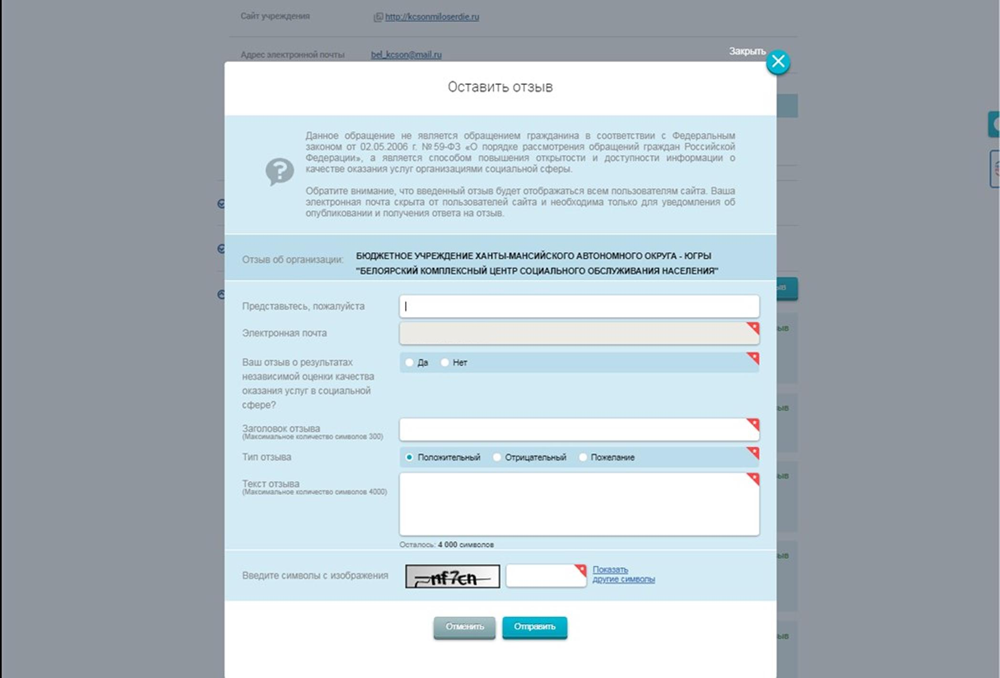 Сайт учреждения http://kcsonmiloserdie.ru
Адрес электронной почты bel_kcson@mail.ru
Закрыть
Оставить отзыв
Данное обращение не является обращением гражданина в соответствии с Федеральным
законом от 02.05.2006 г. №59-ФЗ «О порядке рассмотрения обращений граждан Российской
Федерации», а является способом повышения открытости и доступности информации о
качестве оказания услуг организациями социальной сферы.
Обратите внимание, что введенный отзыв будет отображаться всем пользователям сайта. Ваша
электронная почта скрыта от пользователей сайта и необходима только для уведомления об
опубликовании и получения ответа на отзыв.
Отзыв об организации:
БЮДЖЕТНОЕ УЧРЕЖДЕНИЕ ХАНТЫ-МАНСИЙСКОГО АВТОНОМНОГО ОКРУГА - ЮГРЫ
"БЕЛОЯРСКИЙ КОМПЛЕКСНЫЙ ЦЕНТР СОЦИАЛЬНОГО ОБСЛУЖИВАНИЯ НАСЕЛЕНИЯ"
Представьтесь, пожалуйста
Электронная почта
Ваш отзыв о результатах
независимой оценки качества
оказания услуг в социальной
сфере?
Да Нет
Заголовок отзыва
(Максимальное количество символов 300)
Тип отзыва
Положительный Отрицательный Пожелание
Текст отзыва
(Максимальное количество символов 4000)
Осталось: 4 000 символов
Введите символы с изображения
nf7cn
Показать
другие символы
Отменить Отправить